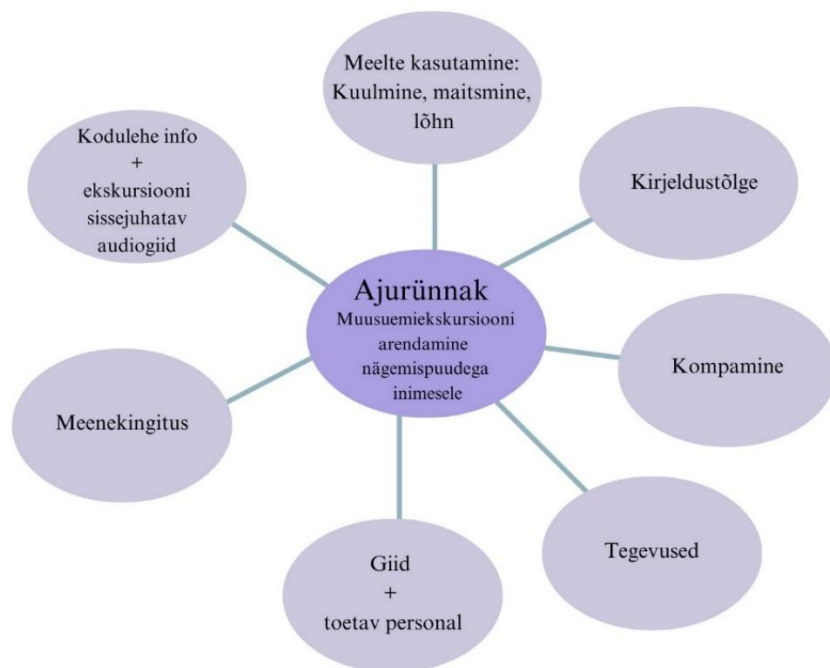 Meelte kasutamine:
Kuulmine, maitsmine,
lõhn
Kodulehe info
+
ekskursiooni
sissejuhatav
audiogiid
Kirjeldustõlge
Ajurünnak
Muusuemiekskursiooni
arendamine
nägemispuudega
inimesele
Kompamine
Meenekingitus
Tegevused
Giid
+
toetav personal